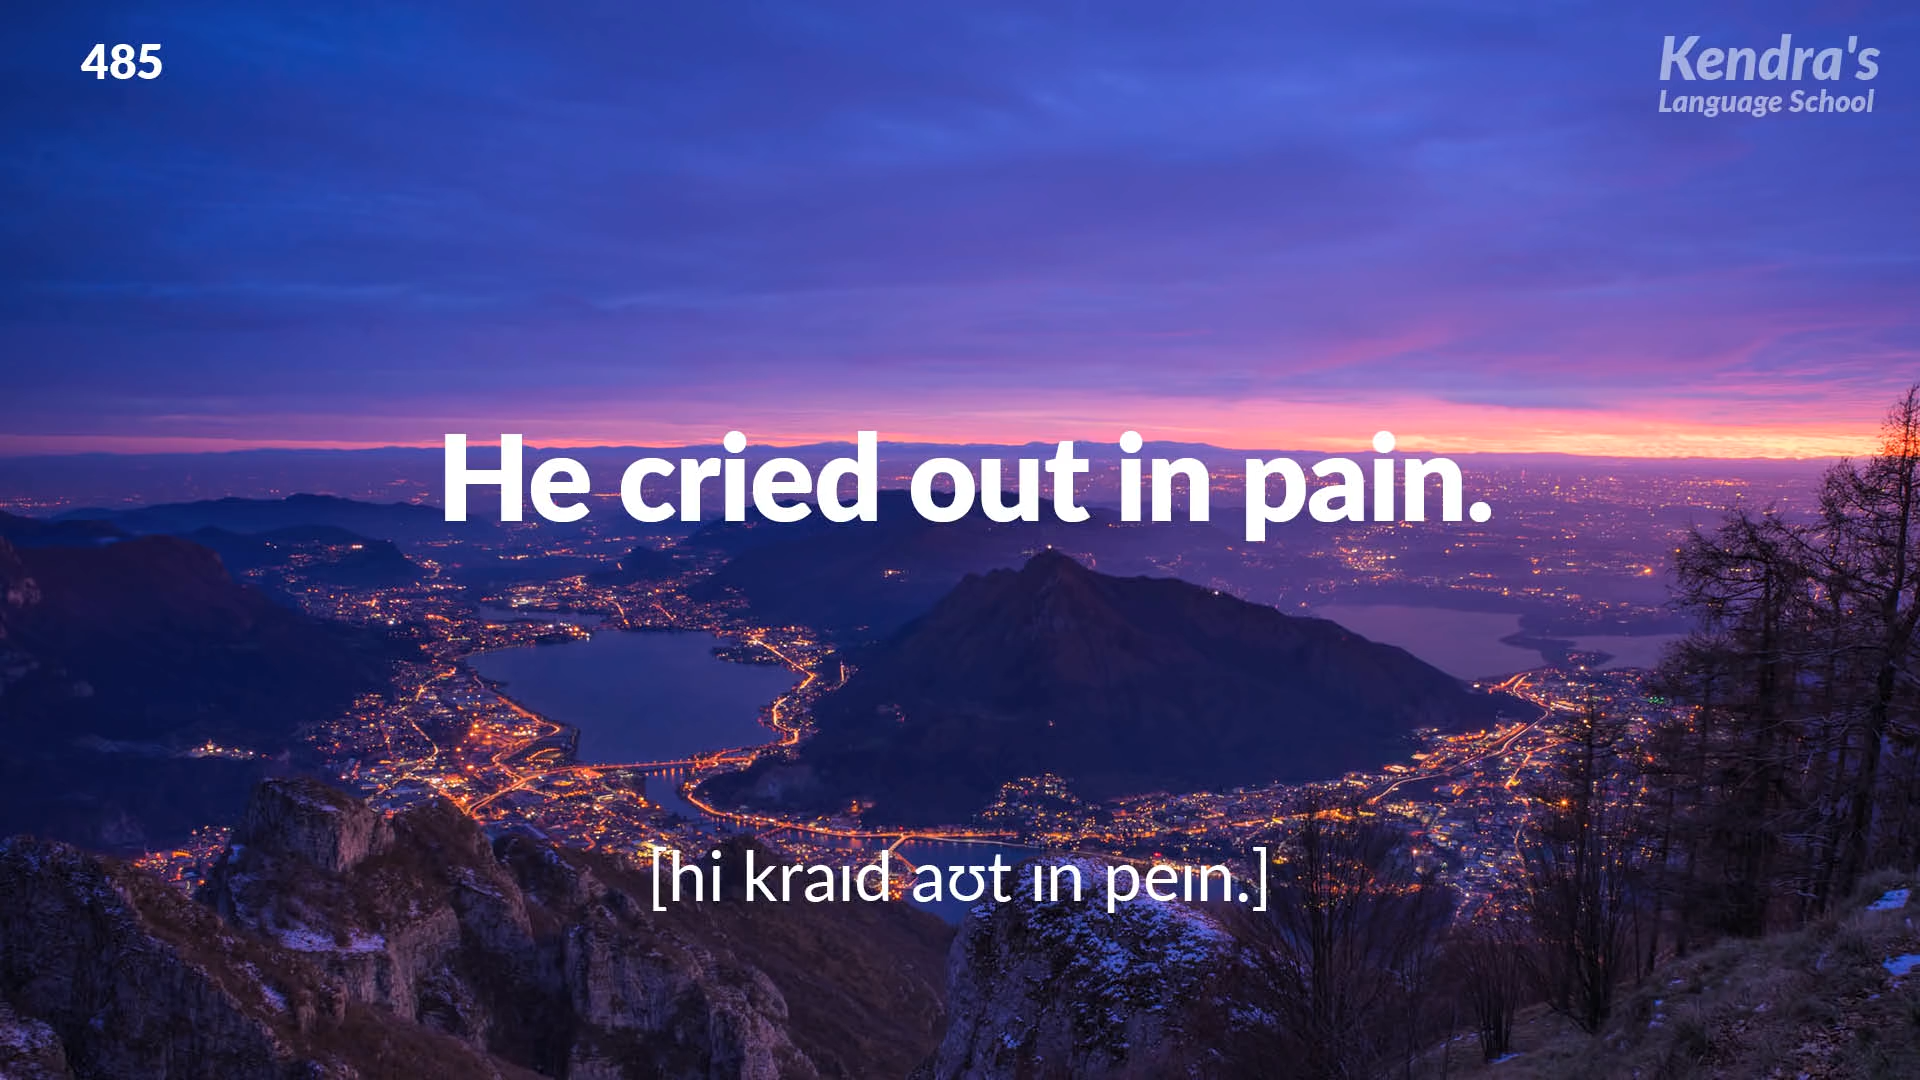 485
Kendra's
Language School
He cried out in pain.
[hi kraɪd aʊt ɪn peɪn.]